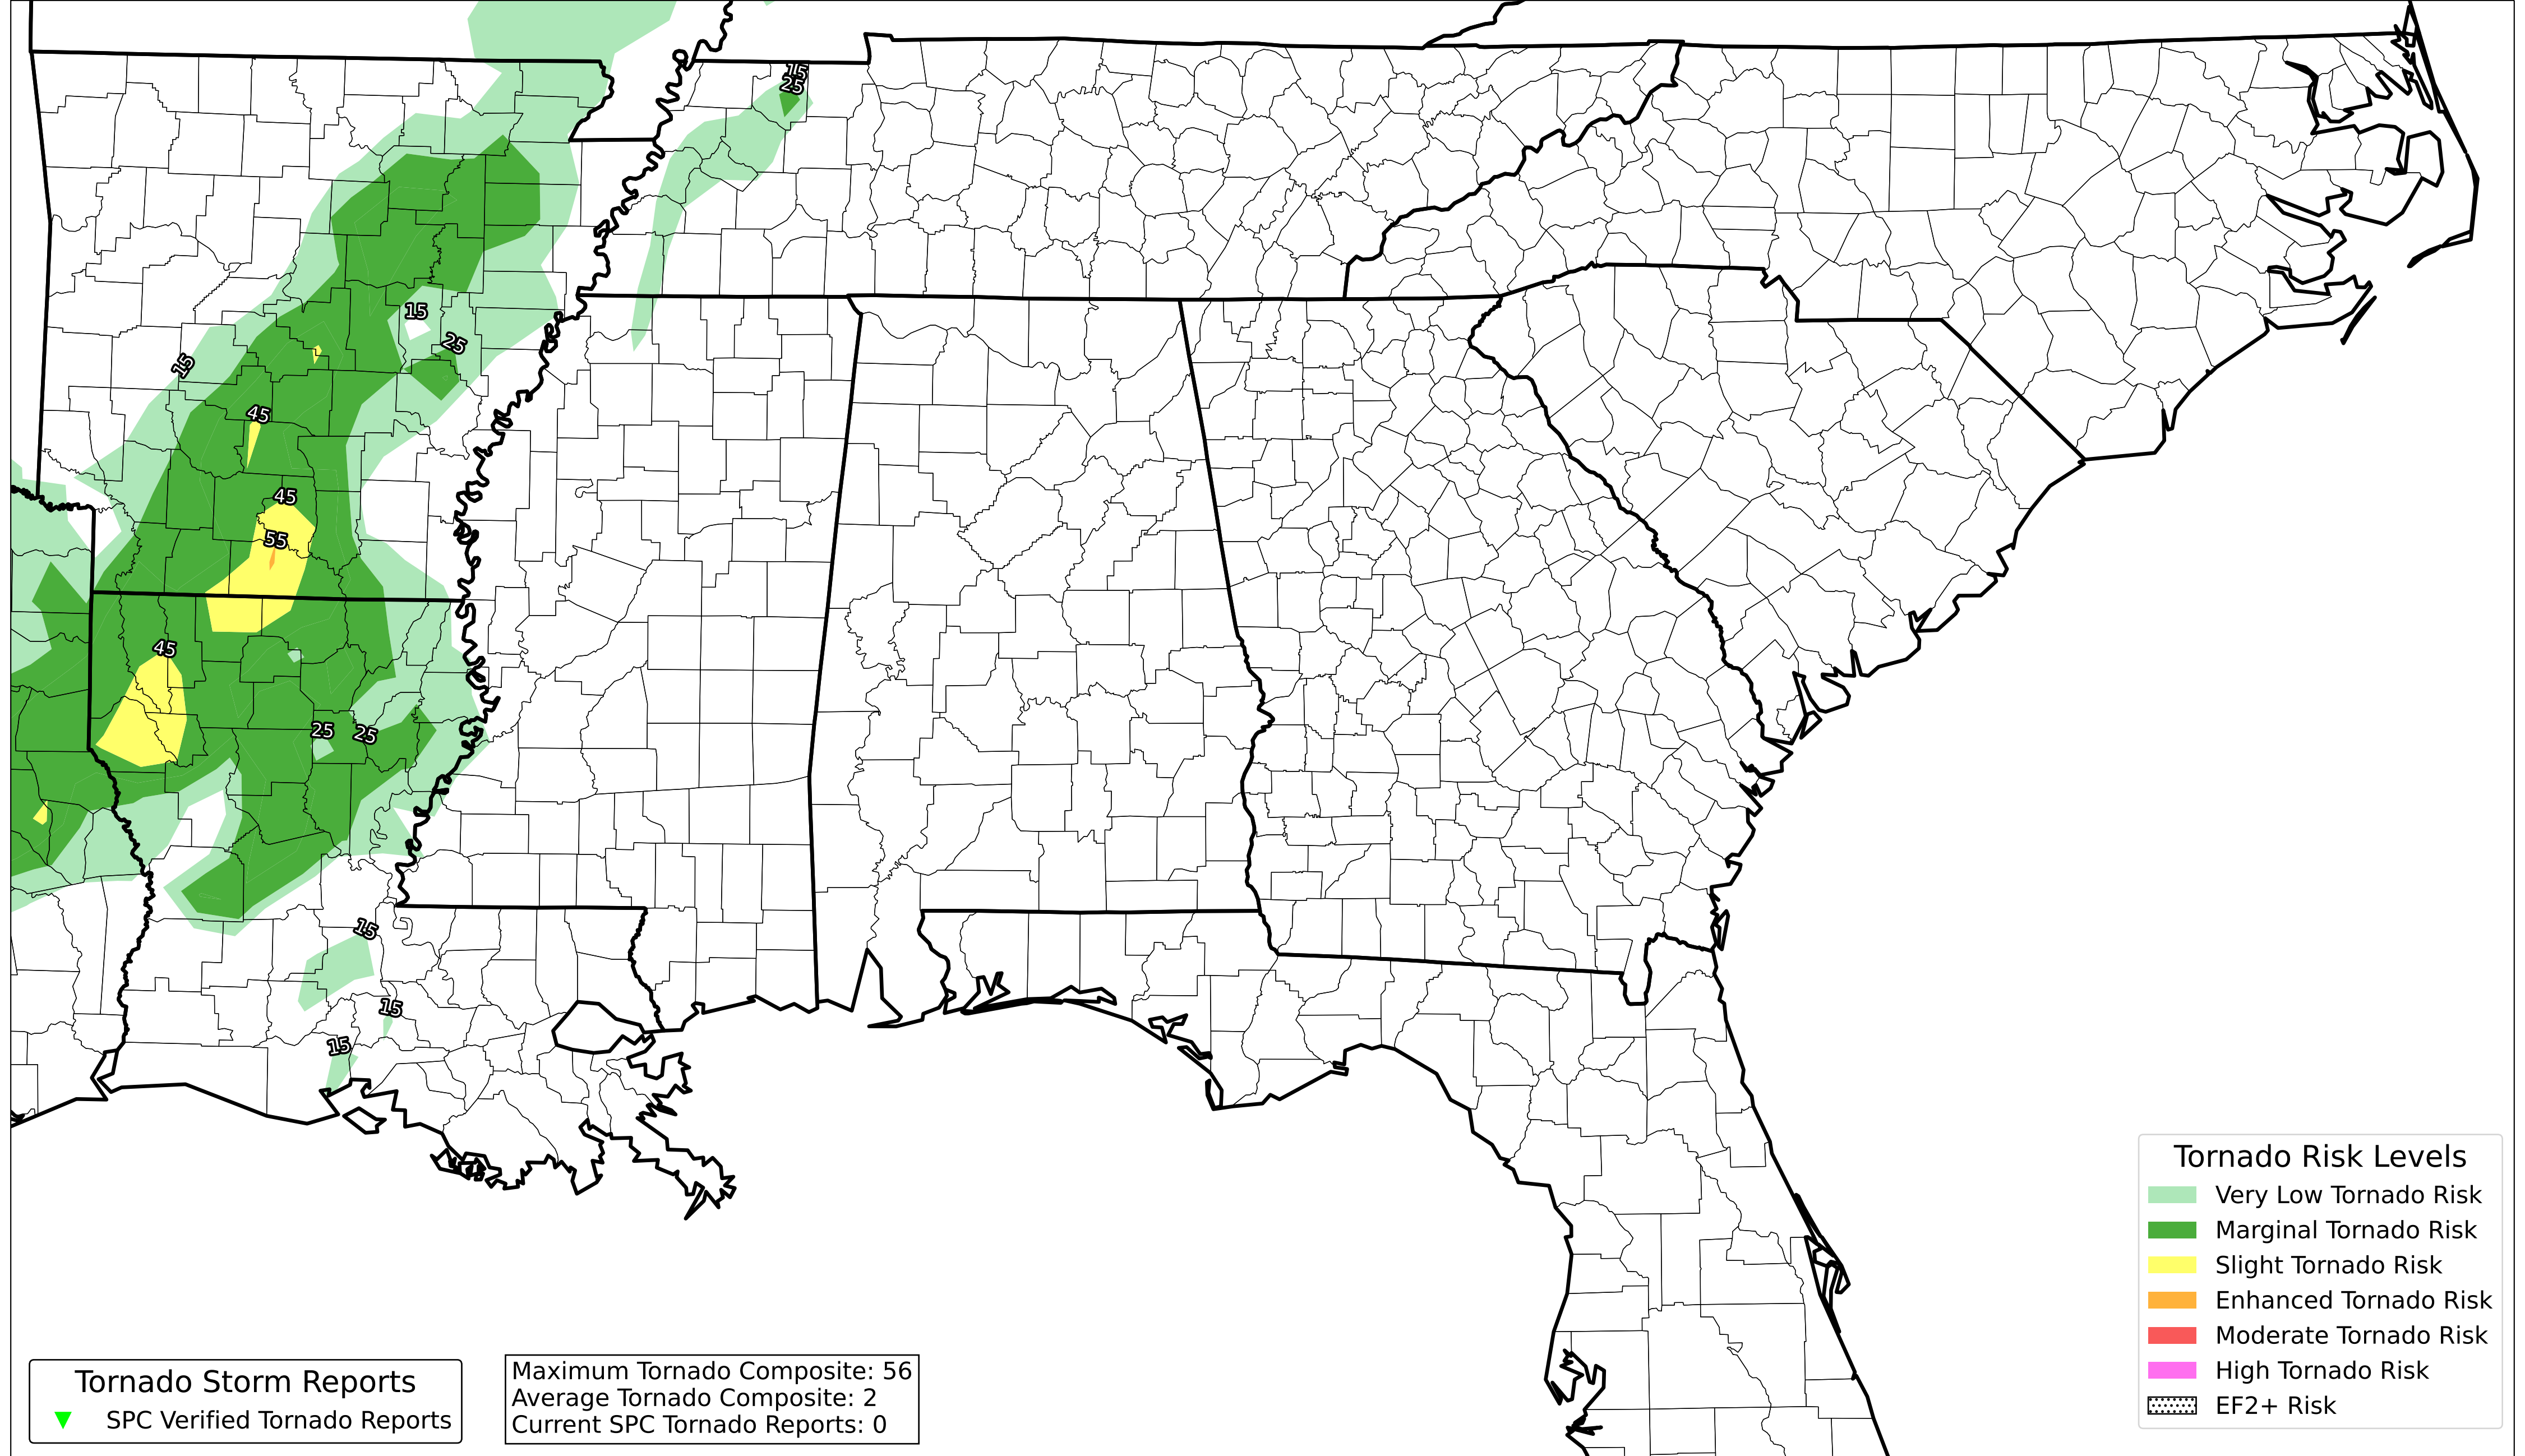 15
25
15
25
15
45
45
55
45
25
25
15
15
15
Tornado Risk Levels
Very Low Tornado Risk
Marginal Tornado Risk
Slight Tornado Risk
Enhanced Tornado Risk
Moderate Tornado Risk
High Tornado Risk
EF2+ Risk
Tornado Storm Reports
SPC Verified Tornado Reports
Maximum Tornado Composite: 56
Average Tornado Composite: 2
Current SPC Tornado Reports: 0